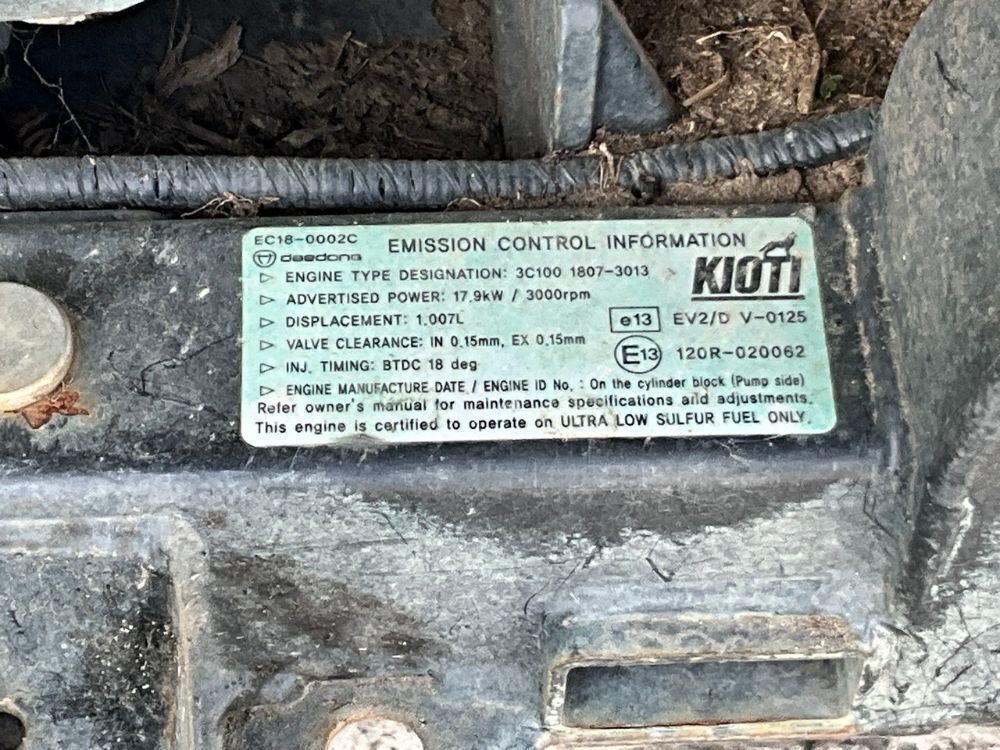 EC18-0002C
EMISSION CONTROL INFORMATION
daedong
KIOTI
▷ ENGINE TYPE DESIGNATION: 3C100 1807-3013
▷ ADVERTISED POWER: 17.9kW / 3000rpm
▷ DISPLACEMENT: 1.007L
e13 EV2/D V-0125
▷ VALVE CLEARANCE: IN 0.15mm, EX 0.15mm
E13 120R-020062
▷ INJ. TIMING: BTDC 18 deg
▷ ENGINE MANUFACTURE DATE / ENGINE ID No. : On the cylinder block (Pump side)
Refer owner's manual for maintenance specifications and adjustments.
This engine is certified to operate on ULTRA LOW SULFUR FUEL ONLY.